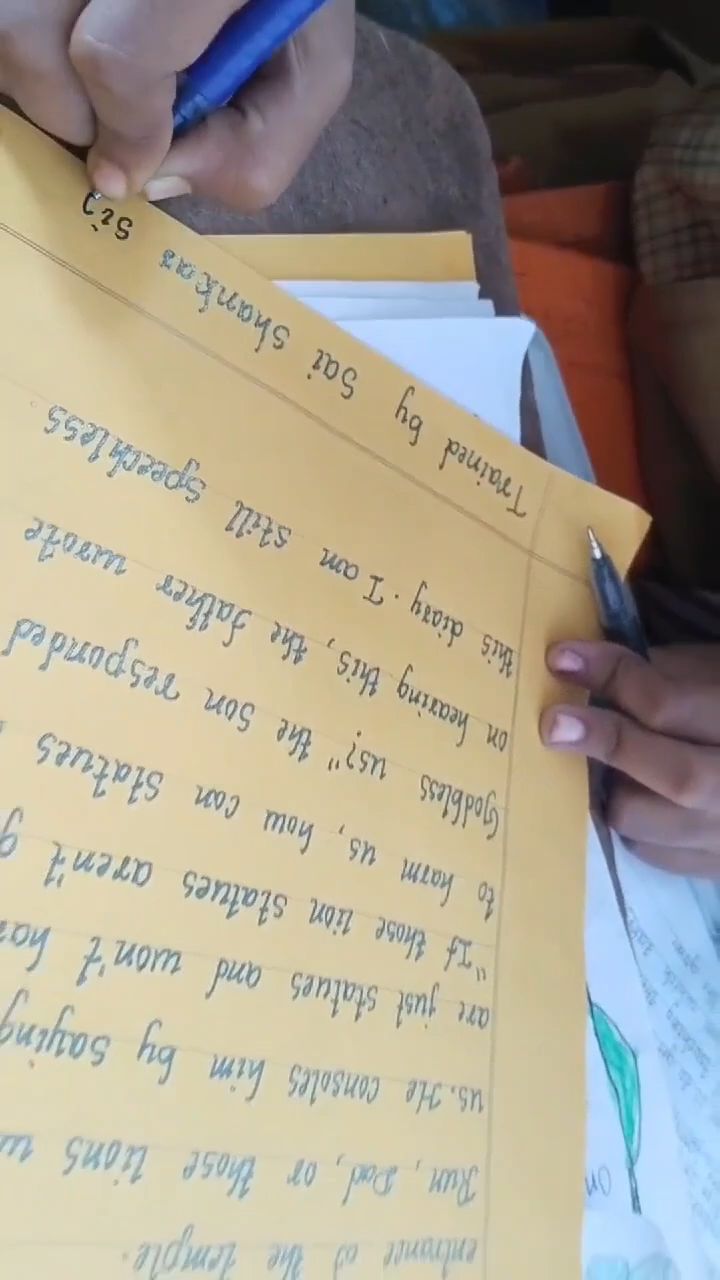 entrance of the temple.
Run, Dad, or those lions
us. He consoles him by saying
are just statues and won't
"If those lion statues aren't
to harm us, how can statues
Godbless us?" the son responded
on hearing this, the father wrote
this diary. I am still speechless
Trained by Sai Shankar
on